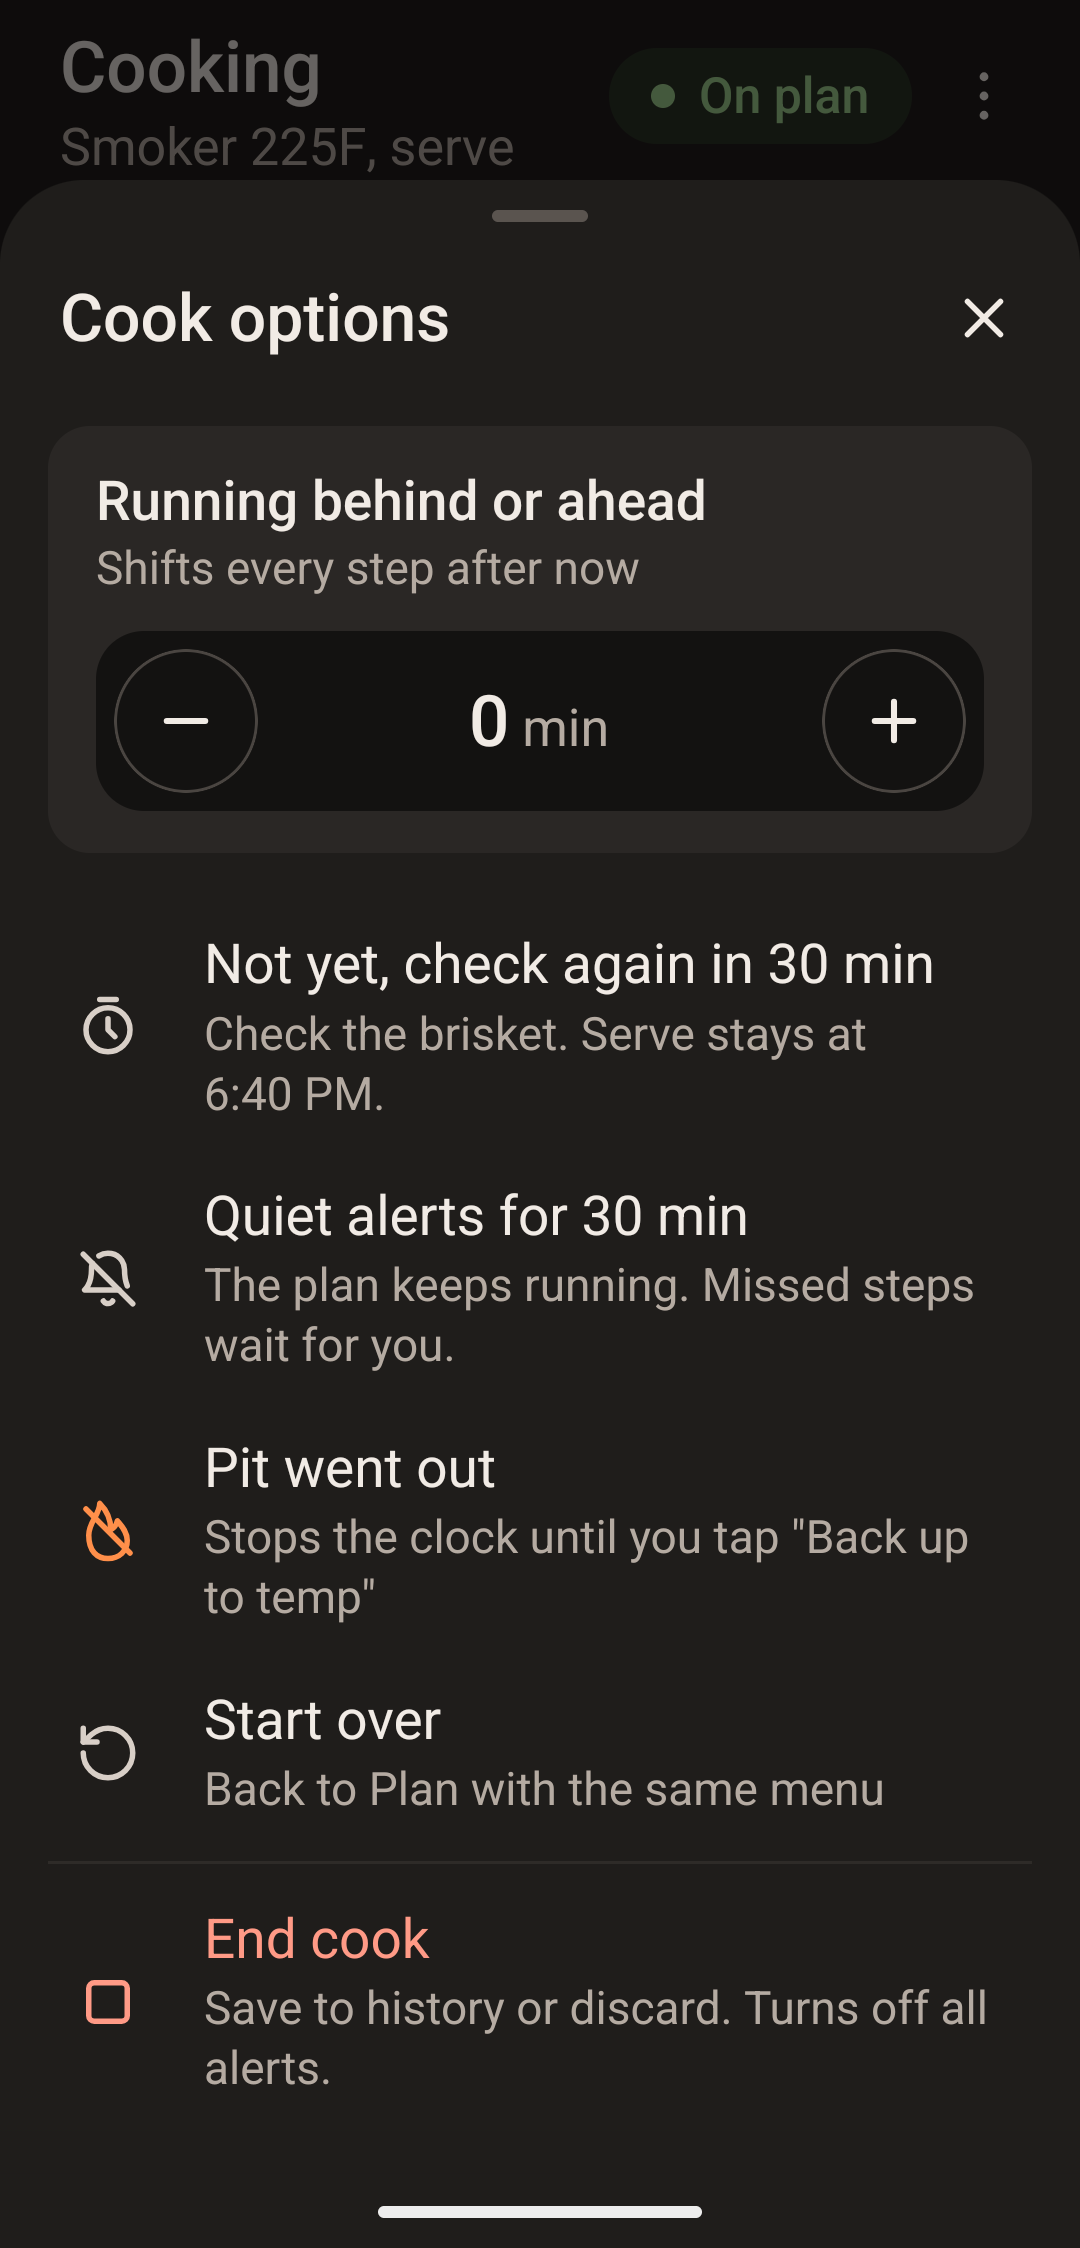 Cooking
On plan
Smoker 225F, serve
Cook options
Running behind or ahead
Shifts every step after now
0 min
Not yet, check again in 30 min
Check the brisket. Serve stays at
6:40 PM.
Quiet alerts for 30 min
The plan keeps running. Missed steps
wait for you.
Pit went out
Stops the clock until you tap "Back up
to temp"
Start over
Back to Plan with the same menu
End cook
Save to history or discard. Turns off all
alerts.